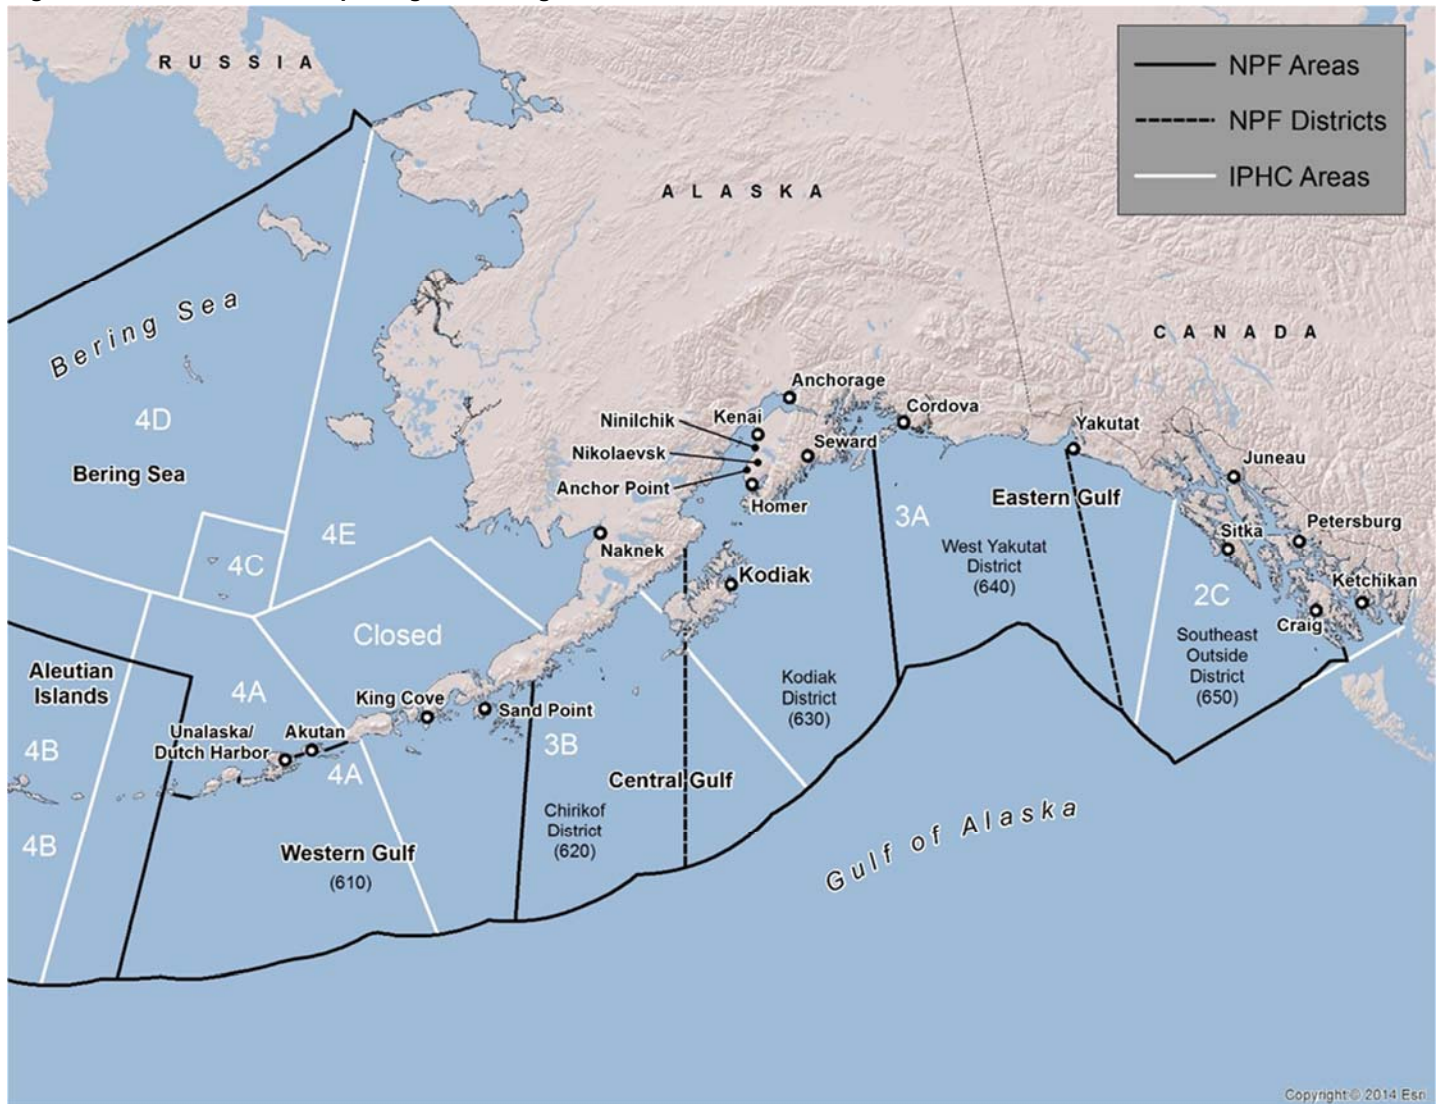 RUSSIA
NPF Areas
NPF Districts
IPHC Areas
ALASKA
CANADA
Bering Sea
4D
Bering Sea
4C
4E
Closed
Anchorage
Cordova
Kenai
Ninilchik
Seward
Nikolaevsk
Anchor Point
Homer
Naknek
Kodiak
Yakutat
Juneau
Eastern Gulf
Sitka
Petersburg
Ketchikan
Craig
3A
West Yakutat
District
(640)
2C
Southeast
Outside
District
(650)
Kodiak
District
(630)
Aleutian
Islands
4A
King Cove
Sand Point
Unalaska/
Dutch Harbor
Akutan
4B
4A
3B
Central Gulf
Chirikof
District
(620)
4B
Western Gulf
(610)
Gulf of Alaska
Copyright © 2014 Esri